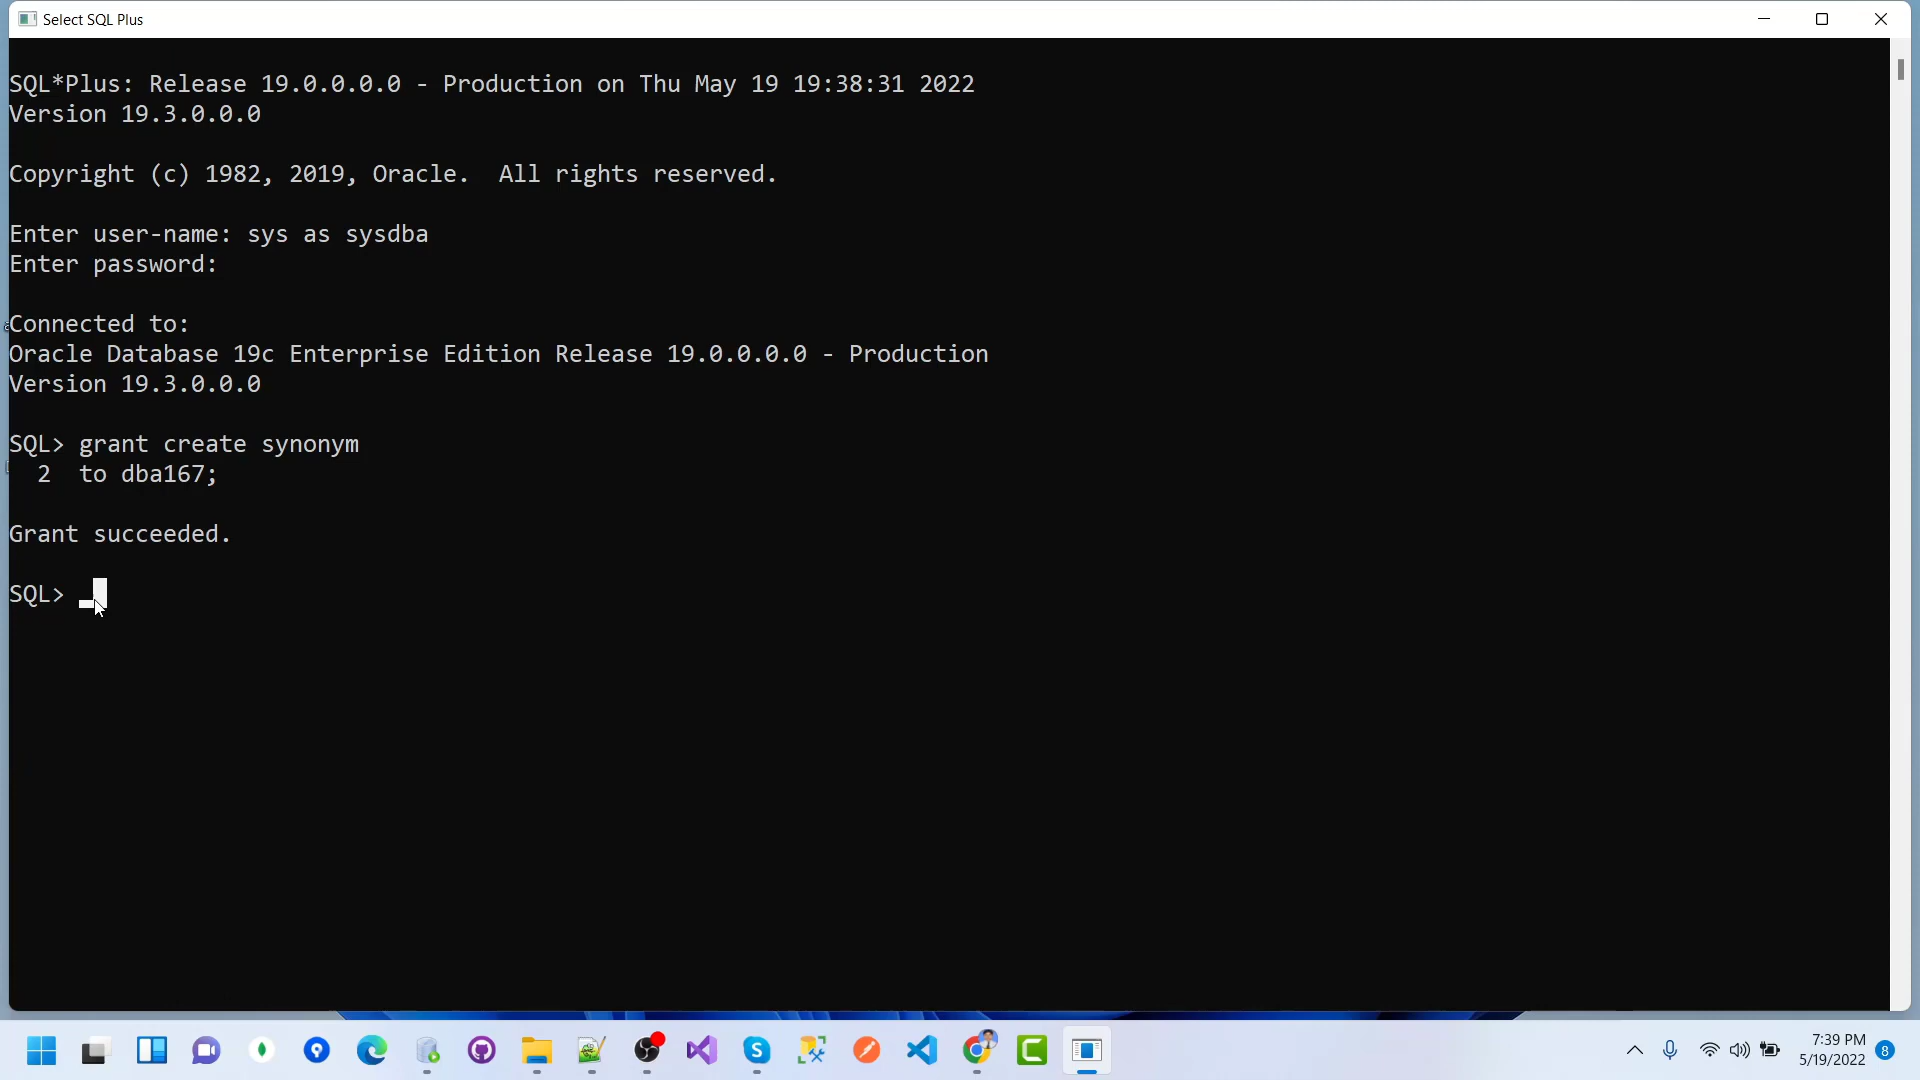 Select SQL Plus
SQL*Plus: Release 19.0.0.0.0 - Production on Thu May 19 19:38:31 2022
Version 19.3.0.0.0
Copyright (c) 1982, 2019, Oracle.  All rights reserved.
Enter user-name: sys as sysdba
Enter password:
Connected to:
Oracle Database 19c Enterprise Edition Release 19.0.0.0.0 - Production
Version 19.3.0.0.0
SQL> grant create synonym
  2  to dba167;
Grant succeeded.
SQL> _
7:39 PM
5/19/2022
8